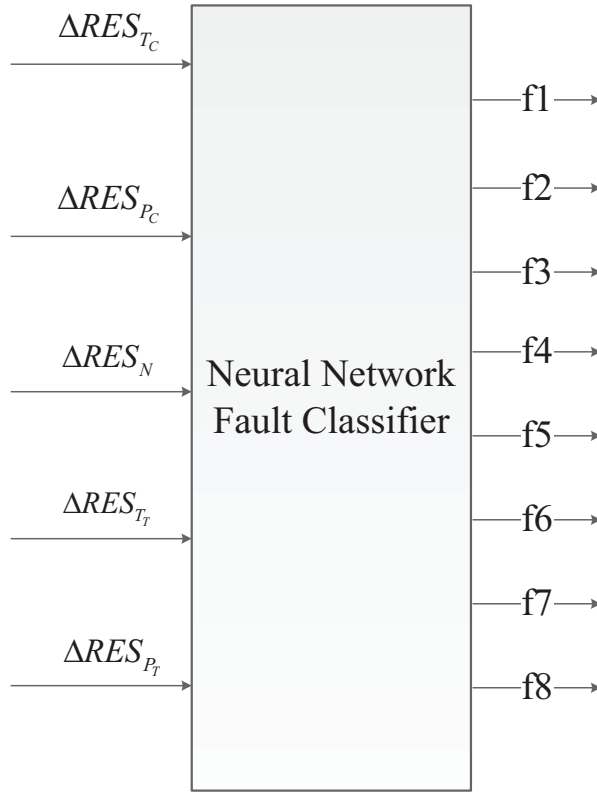 ΔRES_{T_C}
ΔRES_{P_C}
ΔRES_N
ΔRES_{T_T}
ΔRES_{P_T}
Neural Network
Fault Classifier
f1
f2
f3
f4
f5
f6
f7
f8